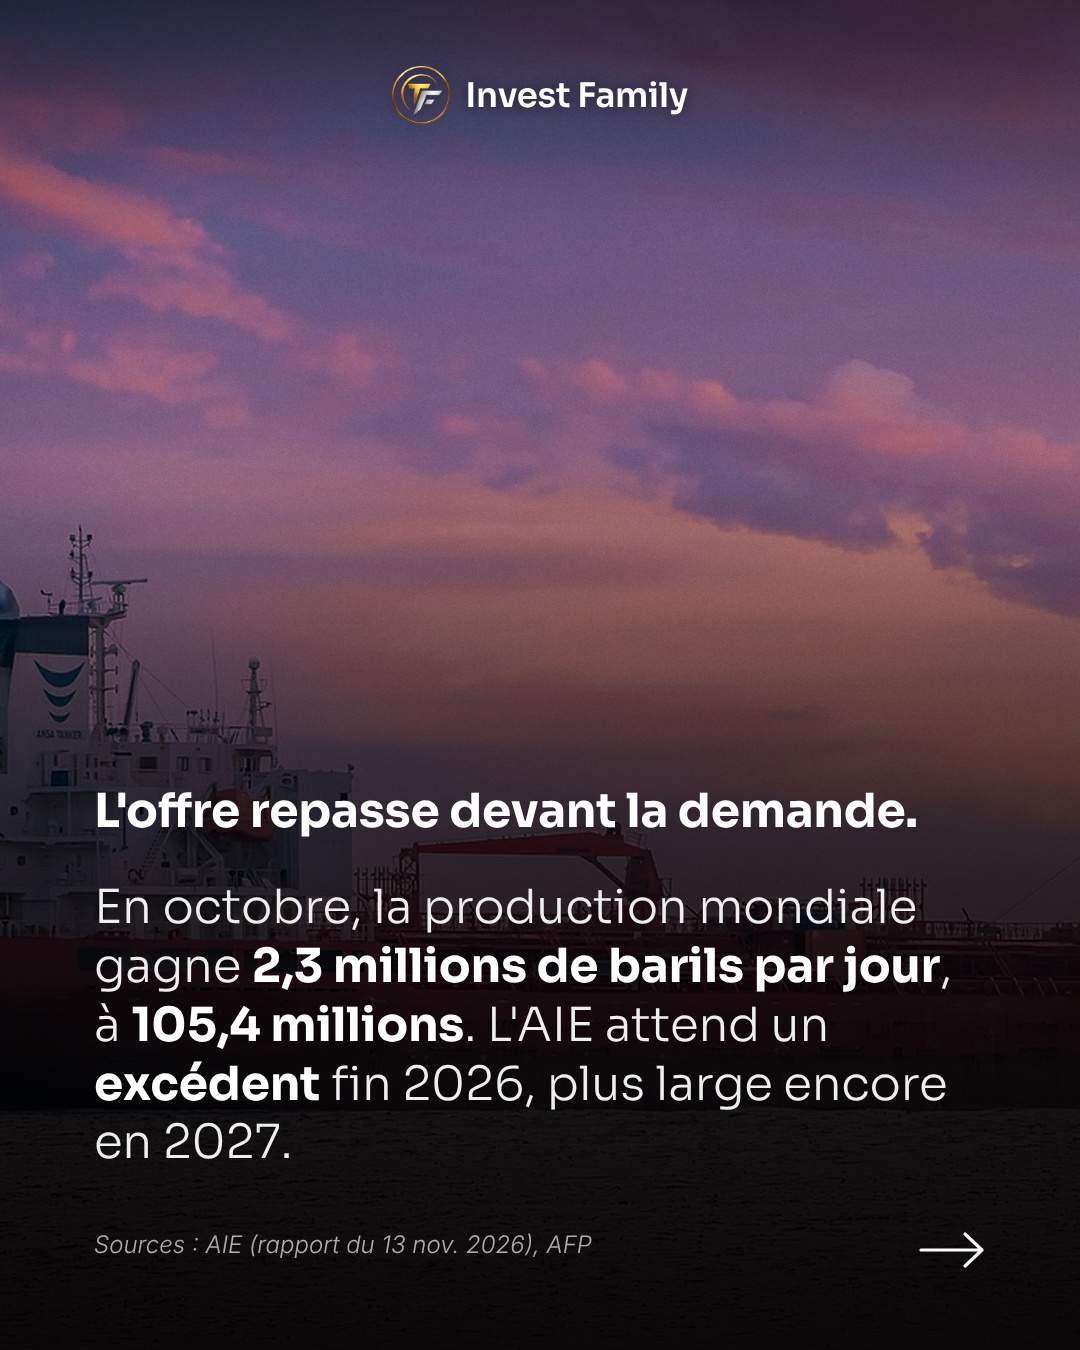 Invest Family
ANSA TANKER
L'offre repasse devant la demande.
En octobre, la production mondiale
gagne 2,3 millions de barils par jour,
à 105,4 millions. L'AIE attend un
excédent fin 2026, plus large encore
en 2027.
Sources : AIE (rapport du 13 nov. 2026), AFP